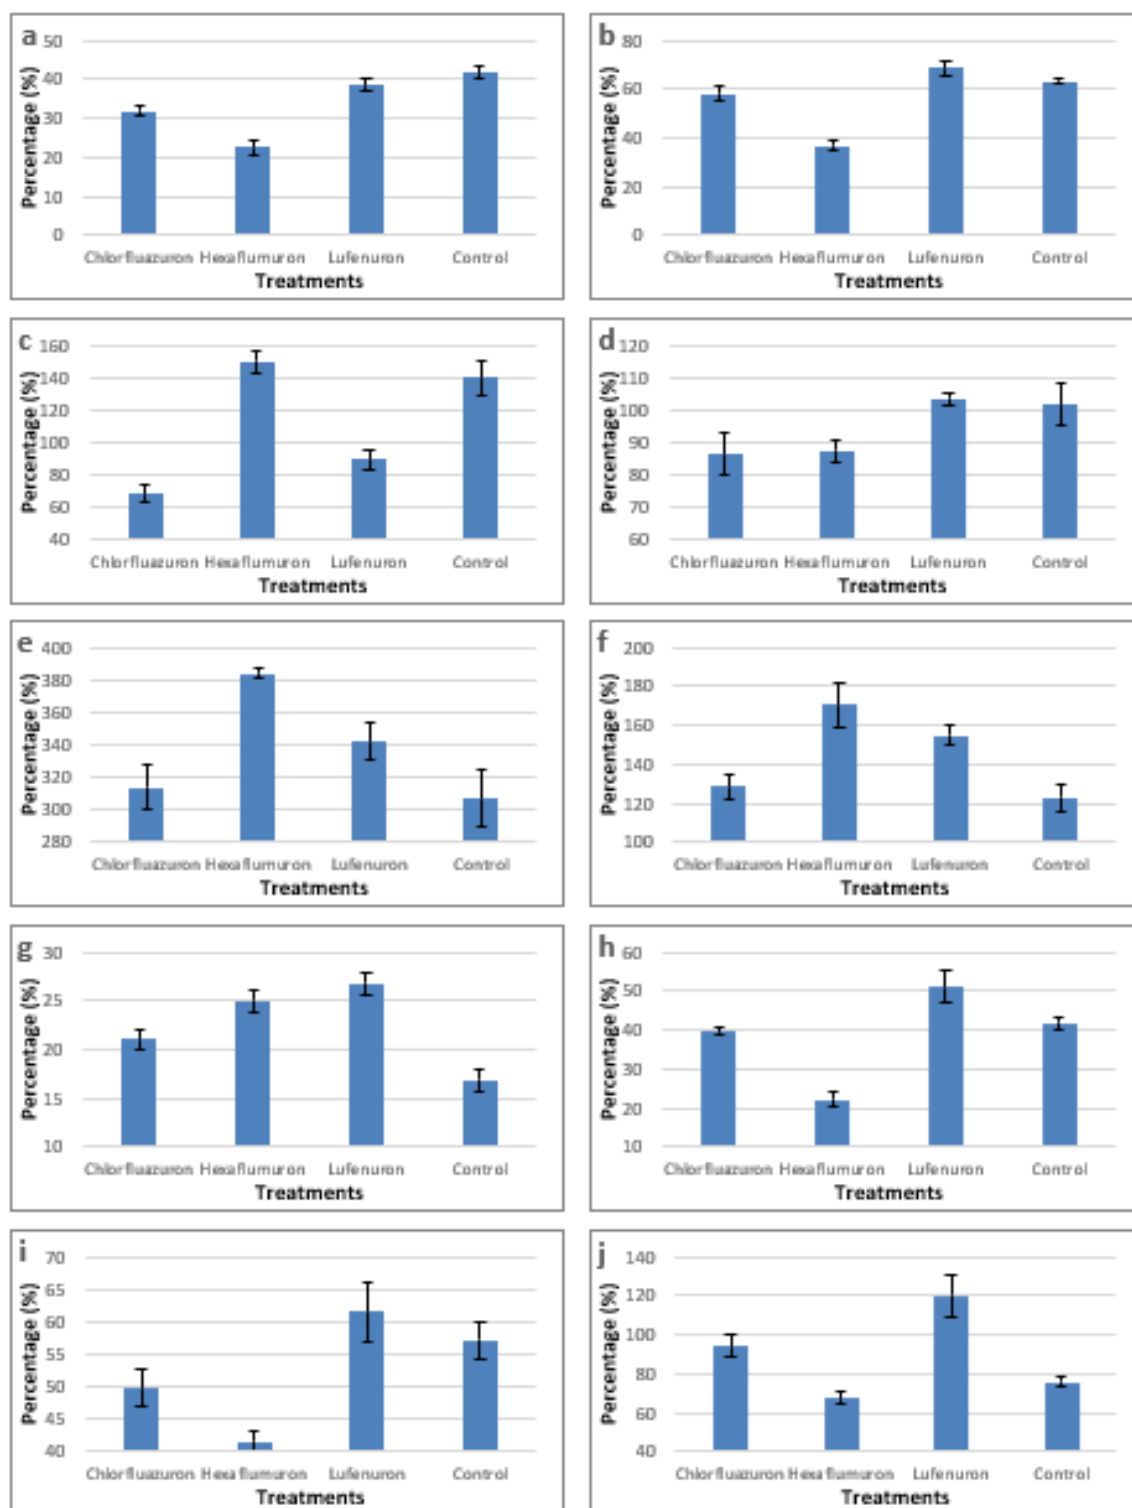 a
50
40
30
20
10
0
Percentage (%)
Chlorfluazuron Hexaflumuron Lufenuron Control
Treatments
b
80
60
40
20
0
Percentage (%)
Chlorfluazuron Hexaflumuron Lufenuron Control
Treatments
c
160
140
120
100
80
60
40
Percentage (%)
Chlorfluazuron Hexaflumuron Lufenuron Control
Treatments
d
120
110
100
90
80
70
60
Percentage (%)
Chlorfluazuron Hexaflumuron Lufenuron Control
Treatments
e
400
380
360
340
320
300
280
Percentage (%)
Chlorfluazuron Hexaflumuron Lufenuron Control
Treatments
f
200
180
160
140
120
100
Percentage (%)
Chlorfluazuron Hexaflumuron Lufenuron Control
Treatments
g
30
25
20
15
10
Percentage (%)
Chlorfluazuron Hexaflumuron Lufenuron Control
Treatments
h
60
50
40
30
20
10
Percentage (%)
Chlorfluazuron Hexaflumuron Lufenuron Control
Treatments
i
70
65
60
55
50
45
40
Percentage (%)
Chlorfluazuron Hexaflumuron Lufenuron Control
Treatments
j
140
120
100
80
60
40
Percentage (%)
Chlorfluazuron Hexaflumuron Lufenuron Control
Treatments